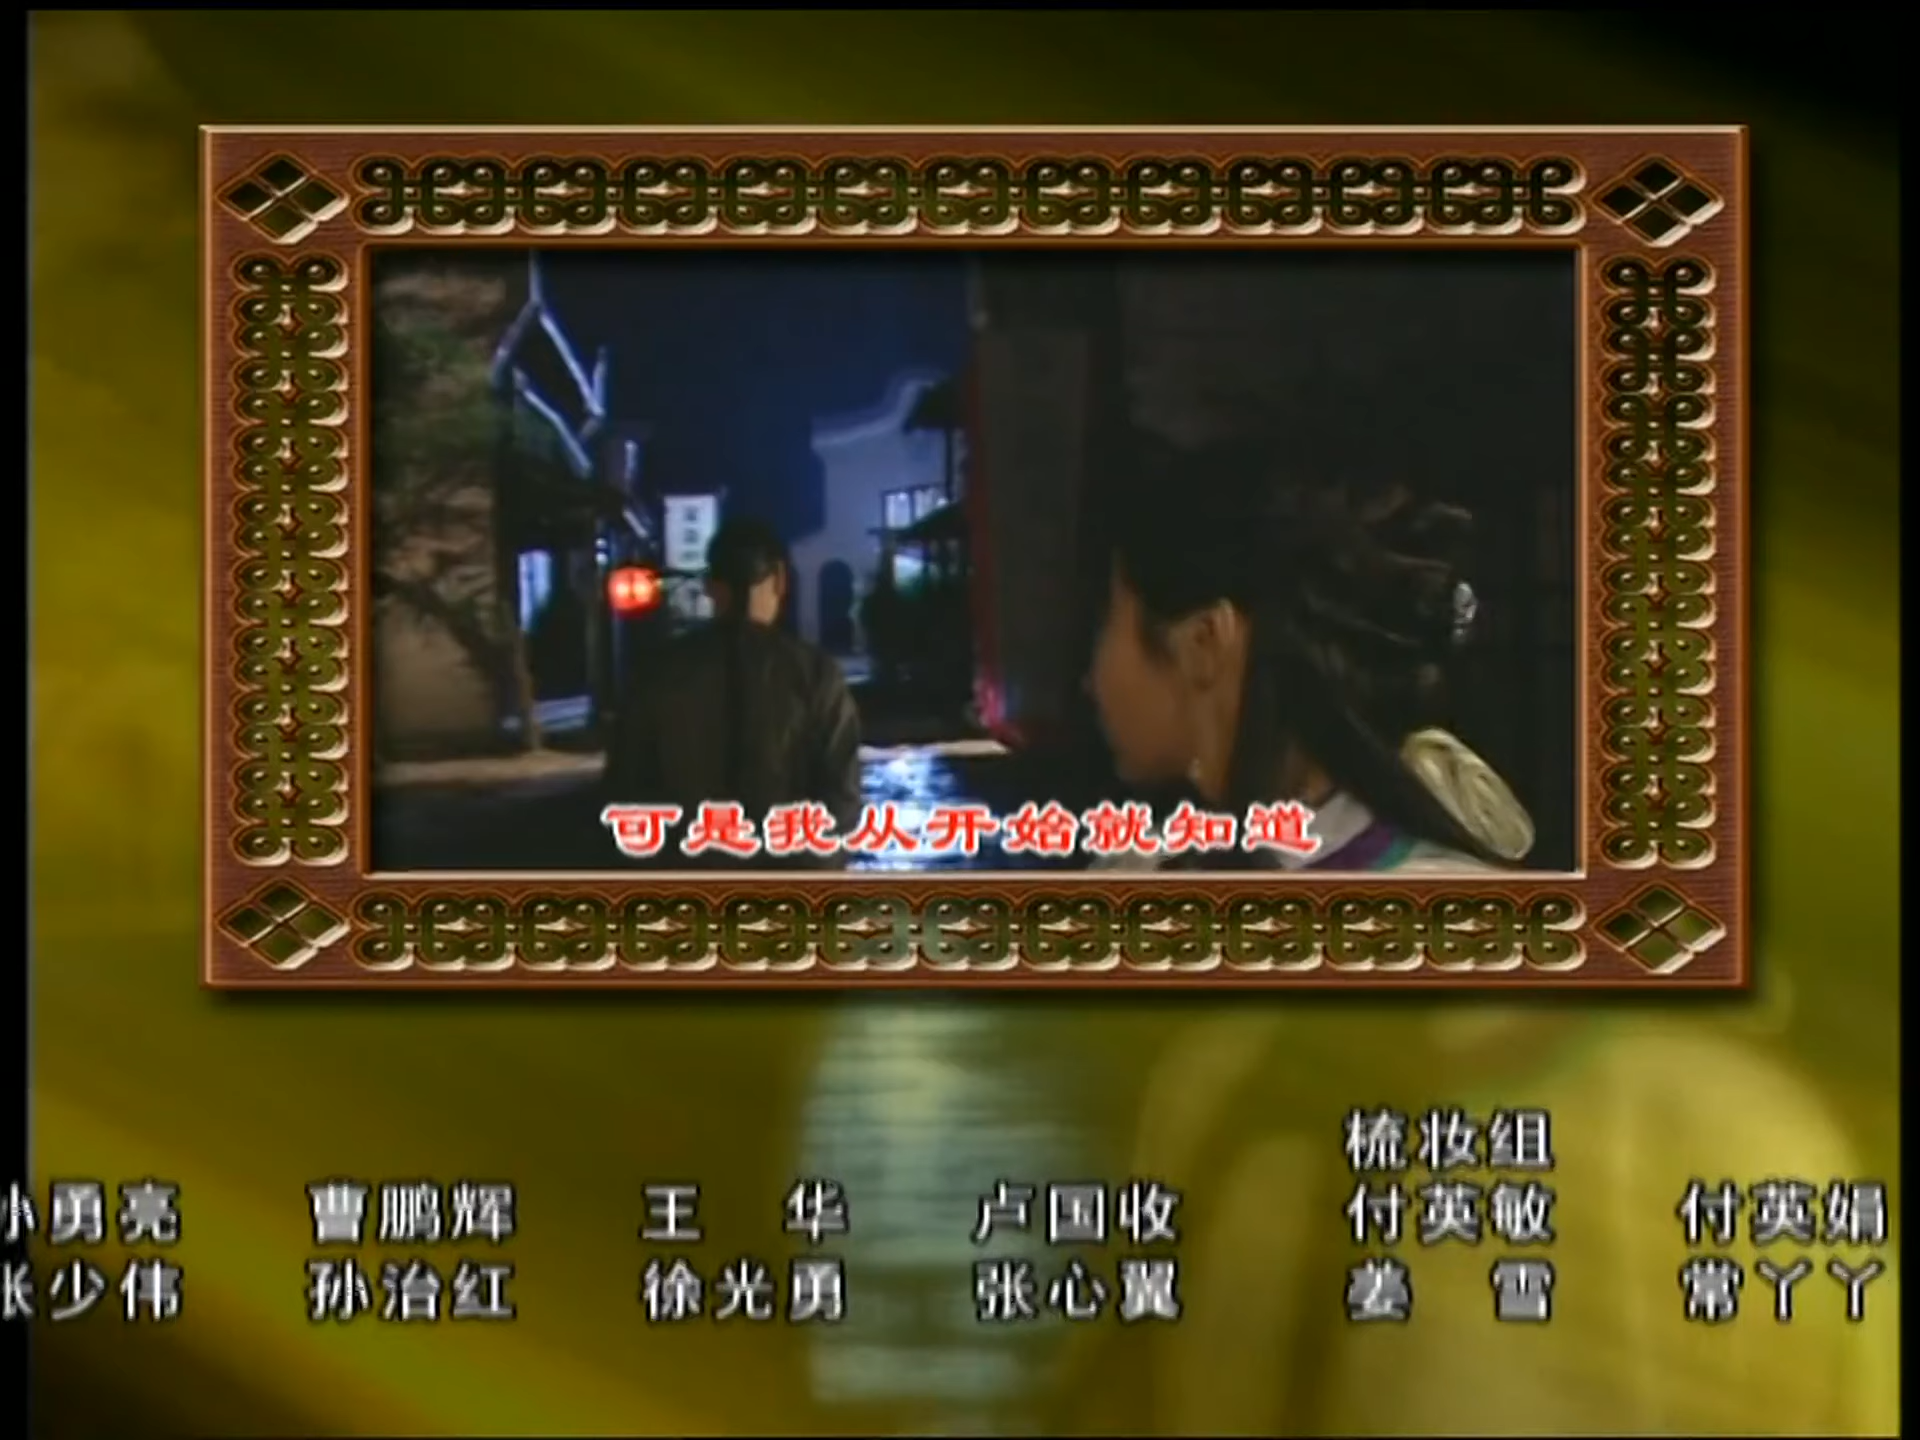 可是我从开始就知道
梳妆组
勇亮 曹鹏辉 王 华 卢国收 付英敏 付英娟
张少伟 孙治红 徐光勇 张心翼 姜 雪 常丫丫